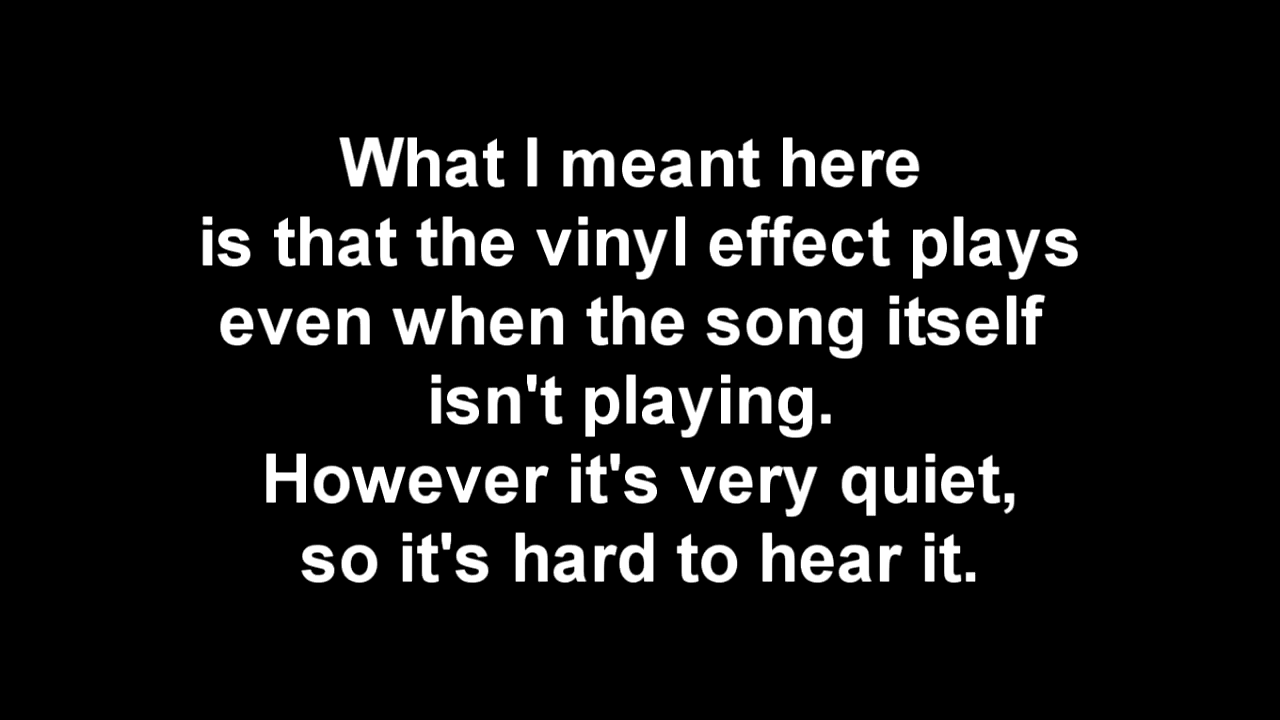 What I meant here
is that the vinyl effect plays
even when the song itself
isn't playing.
However it's very quiet,
so it's hard to hear it.